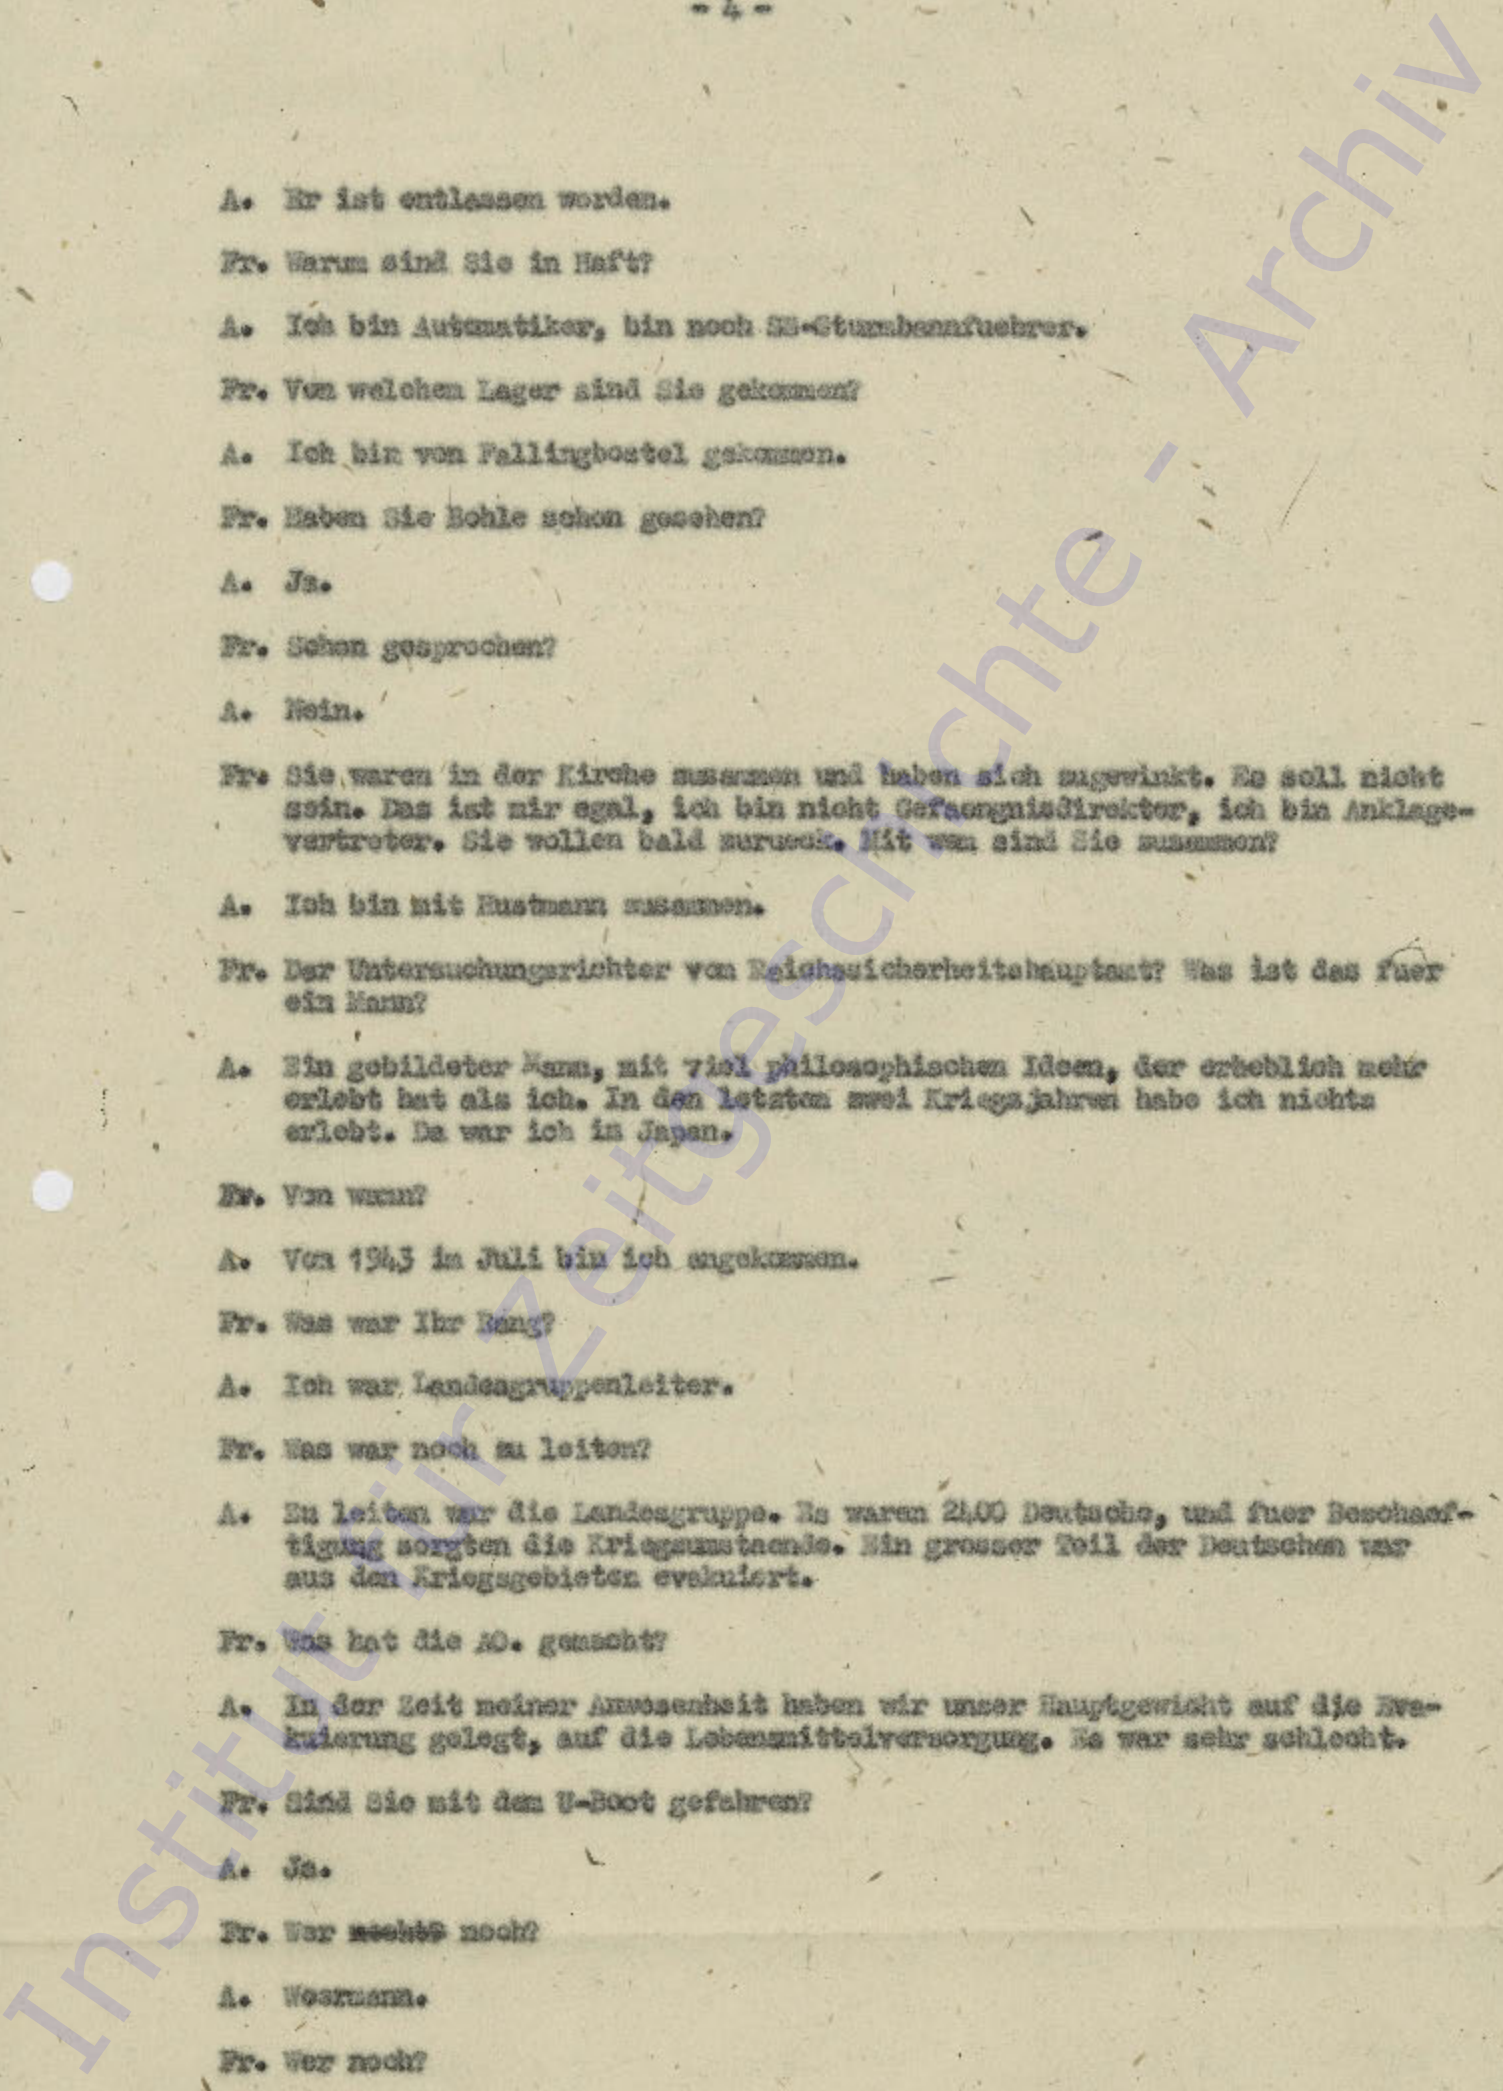 - 4 -
A. Er ist entlassen worden.
Fr. Warum sind Sie in Haft?
A. Ich bin Automatiker, bin noch SS-Sturmbannfuehrer.
Fr. Von welchem Lager sind Sie gekommen?
A. Ich bin von Fallingbostel gekommen.
Fr. Haben Sie Bohle schon gesehen?
A. Ja.
Fr. Schon gesprochen?
A. Nein.
Fr. Sie waren in der Kirche zusammen und haben sich zugewinkt. Es soll nicht
sein. Das ist mir egal, ich bin nicht Gefaengnisdirektor, ich bin Anklage-
vertreter. Sie wollen bald zurueck. Mit wem sind Sie zusammen?
A. Ich bin mit Hustmann zusammen.
Fr. Der Untersuchungsrichter vom Reichssicherheitshauptamt? Was ist das fuer
ein Mann?
A. Ein gebildeter Mann, mit viel philosophischen Ideen, der erheblich mehr
erlebt hat als ich. In den letzten zwei Kriegsjahren habe ich nichts
erlebt. Da war ich in Japan.
Fr. Von wann?
A. Von 1943 im Juli bin ich angekommen.
Fr. Was war Ihr Rang?
A. Ich war Landesgruppenleiter.
Fr. Was war noch zu leiten?
A. Zu leiten war die Landesgruppe. Es waren 2400 Deutsche, und fuer Beschaef-
tigung sorgten die Kriegsumstaende. Ein grosser Teil der Deutschen war
aus den Kriegsgebieten evakuiert.
Fr. Was hat die AO. gemacht?
A. In der Zeit meiner Anwesenheit haben wir unser Hauptgewicht auf die Eva-
kuierung gelegt, auf die Lebensmittelversorgung. Es war sehr schlecht.
Fr. Sind Sie mit dem U-Boot gefahren?
A. Ja.
Fr. Wer noch?
A. Woermann.
Fr. Wer noch?
Institut für Zeitgeschichte - Archiv